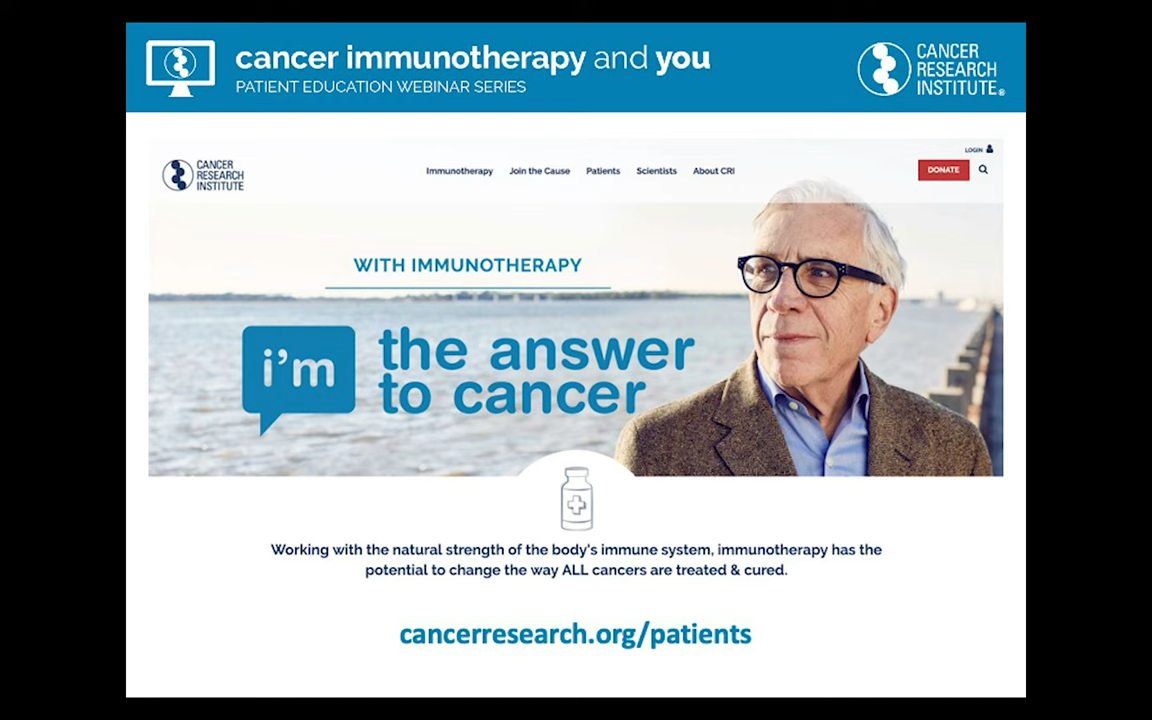 cancer immunotherapy and you
PATIENT EDUCATION WEBINAR SERIES
CANCER
RESEARCH
INSTITUTE®
LOGIN
CANCER
RESEARCH
INSTITUTE
Immunotherapy
Join the Cause
Patients
Scientists
About CRI
DONATE
WITH IMMUNOTHERAPY
i'm
the answer
to cancer
Working with the natural strength of the body's immune system, immunotherapy has the
potential to change the way ALL cancers are treated & cured.
cancerresearch.org/patients